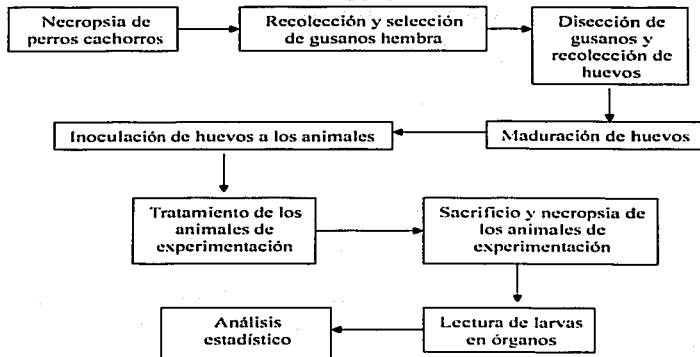 Necropsia de
perros cachorros
Recolección y selección
de gusanos hembra
Disección de
gusanos y
recolección de
huevos
Maduración de huevos
Inoculación de huevos a los animales
Tratamiento de los
animales de
experimentación
Sacrificio y necropsia de
los animales de
experimentación
Lectura de larvas
en órganos
Análisis
estadístico